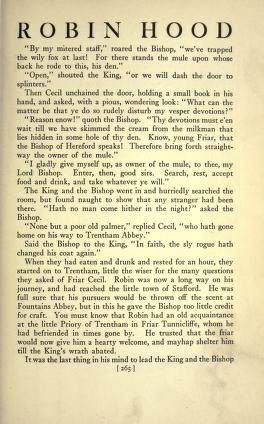 ROBIN HOOD
"By my mitered staff," roared the Bishop, "we've trapped
the wily fox at last! For there stands the mule upon whose
back he rode to this, his den."
"Open," shouted the King, "or we will dash the door to
splinters."
Then Cecil unchained the door, holding a small book in his
hand, and asked, with a pious, wondering look: "What can the
matter be that ye do so rudely disturb my vesper devotions?"
"Reason enow!" quoth the Bishop. "Thy devotions must e'en
wait till we have skimmed the cream from the milkman that
lies hidden in some hole of thy den. Know, young Friar, that
the Bishop of Hereford speaks! Therefore bring forth straight-
way the owner of the mule."
"I gladly give myself up, as owner of the mule, to thee, my
Lord Bishop. Enter, then, good sirs. Search, rest, accept
food and drink, and take whatever ye will."
The King and the Bishop went in and hurriedly searched the
room, but found naught to show that any stranger had been
there. "Hath no man come hither in the night?" asked the
Bishop.
"None but a poor old palmer," replied Cecil, "who hath gone
home on his way to Trentham Abbey."
Said the Bishop to the King, "In faith, the sly rogue hath
changed his coat again."
When they had eaten and drunk and rested for an hour, they
started on to Trentham, little the wiser for the many questions
they asked of Friar Cecil. Robin was now a long way on his
journey, and had reached the little town of Stafford. He was
full sure that his pursuers would be thrown off the scent at
Fountains Abbey, but in this he gave the Bishop too little credit
for craft. You must know that Robin had an old acquaintance
at the little Priory of Trentham in Friar Tunnicliffe, whom he
had befriended in times gone by. He trusted that the friar
would now give him a hearty welcome, and mayhap shelter him
till the King's wrath abated.
It was the last thing in his mind to lead the King and the Bishop
[265]